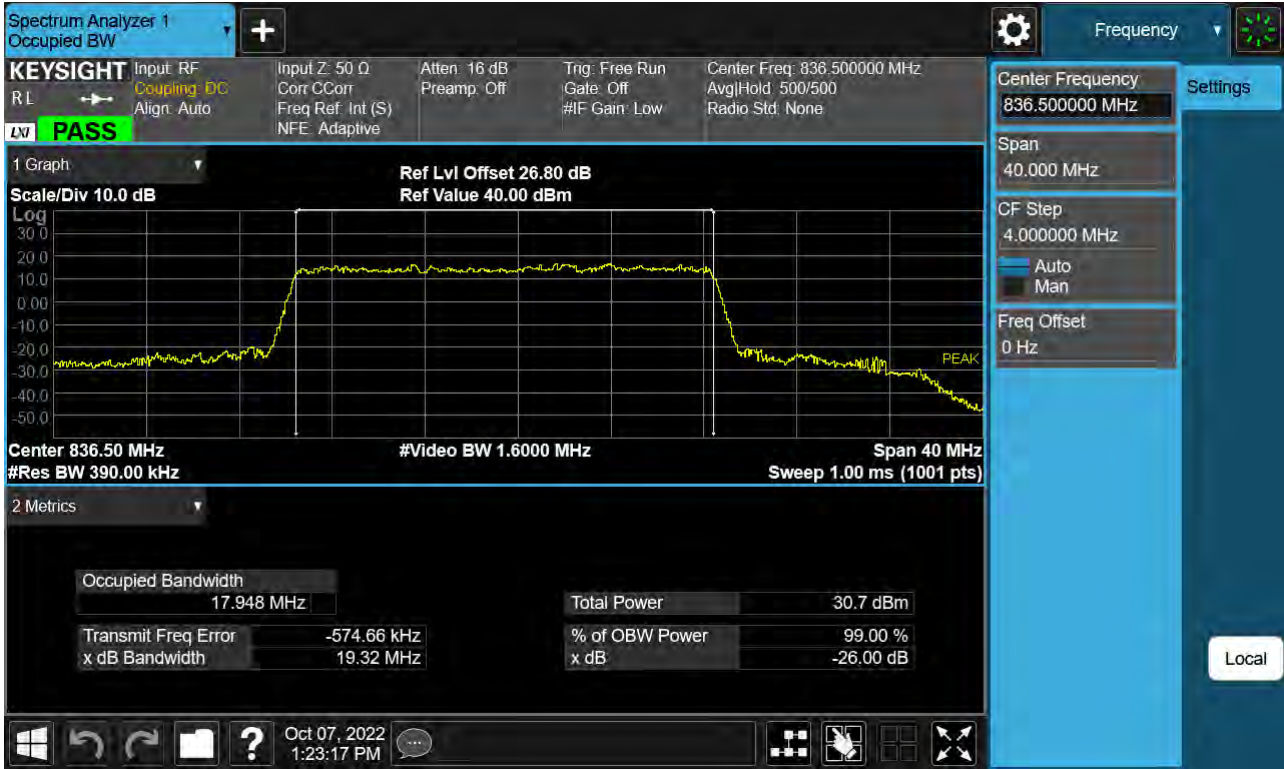 Spectrum Analyzer 1
Occupied BW
+
Frequency
KEYSIGHT
R L
LXI
PASS
Input: RF
Coupling: DC
Align: Auto
Input Z: 50 Ω
Corr CCorr
Freq Ref: Int (S)
NFE: Adaptive
Atten: 16 dB
Preamp: Off
Trig: Free Run
Gate: Off
#IF Gain: Low
Center Freq: 836.500000 MHz
Avg|Hold: 500/500
Radio Std: None
Center Frequency
836.500000 MHz
Settings
Span
40.000 MHz
CF Step
4.000000 MHz
Auto
Man
Freq Offset
0 Hz
1 Graph
Scale/Div 10.0 dB
Ref Lvl Offset 26.80 dB
Ref Value 40.00 dBm
Log
30.0
20.0
10.0
0.00
-10.0
-20.0
-30.0
-40.0
-50.0
PEAK
Center 836.50 MHz
#Video BW 1.6000 MHz
Span 40 MHz
#Res BW 390.00 kHz
Sweep 1.00 ms (1001 pts)
2 Metrics
Occupied Bandwidth
17.948 MHz
Total Power 30.7 dBm
Transmit Freq Error -574.66 kHz
% of OBW Power 99.00 %
x dB Bandwidth 19.32 MHz
x dB -26.00 dB
Local
?
Oct 07, 2022
1:23:17 PM